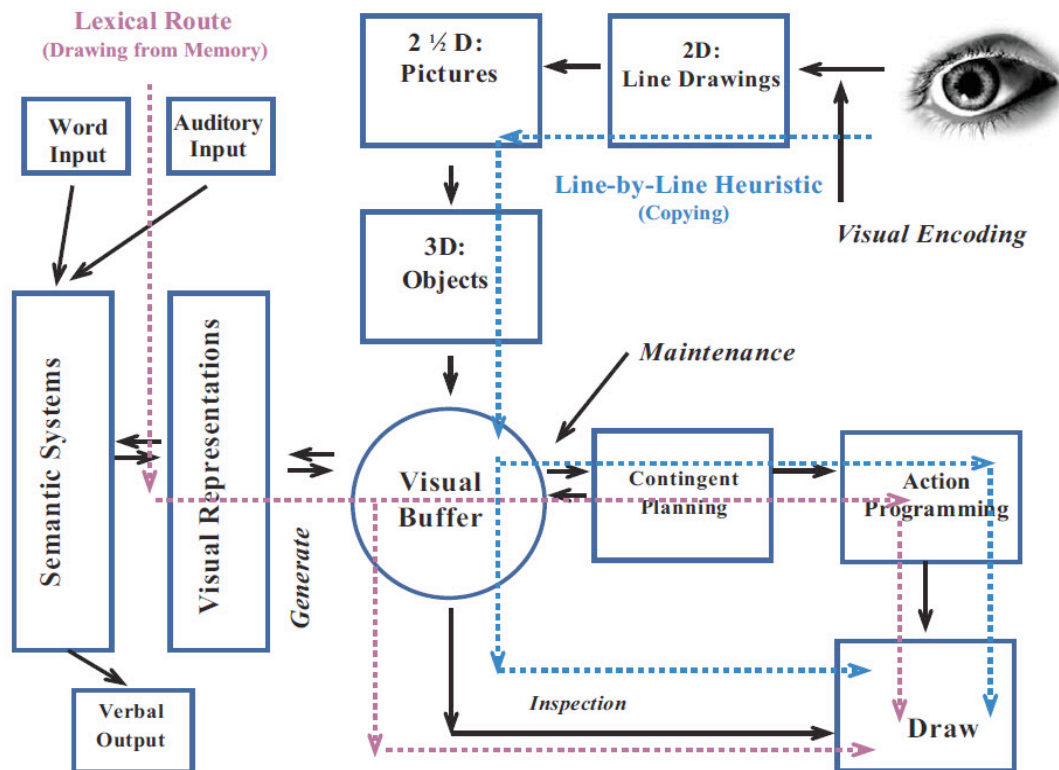 Lexical Route
(Drawing from Memory)
2 ½ D:
Pictures
2D:
Line Drawings
Word
Input
Auditory
Input
Line-by-Line Heuristic
(Copying)
Visual Encoding
3D:
Objects
Semantic Systems
Visual Representations
Generate
Maintenance
Visual
Buffer
Contingent
Planning
Action
Programming
Inspection
Verbal
Output
Draw